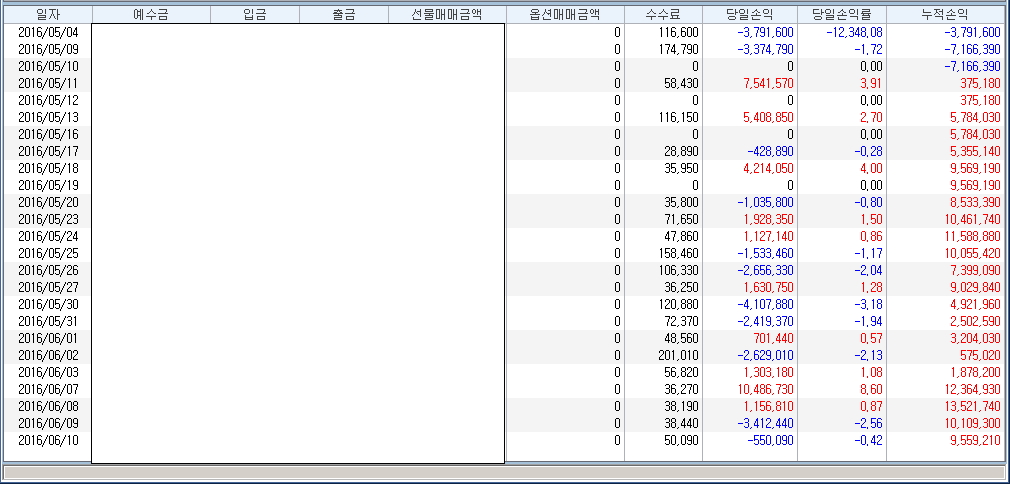 일자 예수금 입금 출금 선물매매금액 옵션매매금액 수수료 당일손익 당일손익률 누적손익
2016/05/04 0 116,600 -3,791,600 -12,348,08 -3,791,600
2016/05/09 0 174,790 -3,374,790 -1,72 -7,166,390
2016/05/10 0 0 0 0,00 -7,166,390
2016/05/11 0 58,430 7,541,570 3,91 375,180
2016/05/12 0 0 0 0,00 375,180
2016/05/13 0 116,150 5,408,850 2,70 5,784,030
2016/05/16 0 0 0 0,00 5,784,030
2016/05/17 0 28,890 -428,890 -0,28 5,355,140
2016/05/18 0 35,950 4,214,050 4,00 9,569,190
2016/05/19 0 0 0 0,00 9,569,190
2016/05/20 0 35,800 -1,035,800 -0,80 8,533,390
2016/05/23 0 71,650 1,928,350 1,50 10,461,740
2016/05/24 0 47,860 1,127,140 0,86 11,588,880
2016/05/25 0 158,460 -1,533,460 -1,17 10,055,420
2016/05/26 0 106,330 -2,656,330 -2,04 7,399,090
2016/05/27 0 36,250 1,630,750 1,28 9,029,840
2016/05/30 0 120,880 -4,107,880 -3,18 4,921,960
2016/05/31 0 72,370 -2,419,370 -1,94 2,502,590
2016/06/01 0 48,560 701,440 0,57 3,204,030
2016/06/02 0 201,010 -2,629,010 -2,13 575,020
2016/06/03 0 56,820 1,303,180 1,08 1,878,200
2016/06/07 0 36,270 10,486,730 8,60 12,364,930
2016/06/08 0 38,190 1,156,810 0,87 13,521,740
2016/06/09 0 38,440 -3,412,440 -2,56 10,109,300
2016/06/10 0 50,090 -550,090 -0,42 9,559,210